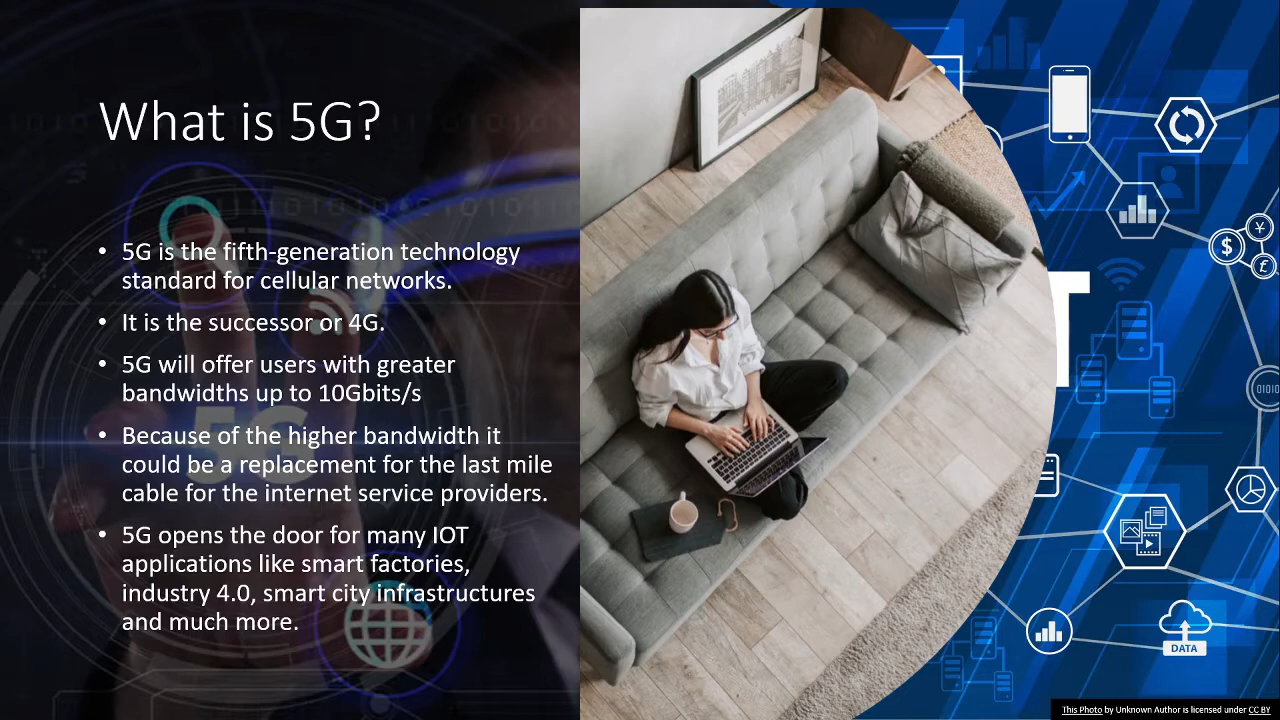 What is 5G?
• 5G is the fifth-generation technology
standard for cellular networks.
• It is the successor or 4G.
• 5G will offer users with greater
bandwidths up to 10Gbits/s
• Because of the higher bandwidth it
could be a replacement for the last mile
cable for the internet service providers.
• 5G opens the door for many IOT
applications like smart factories,
industry 4.0, smart city infrastructures
and much more.
5G
T
$
¥
£
DATA
This Photo by Unknown Author is licensed under CC BY